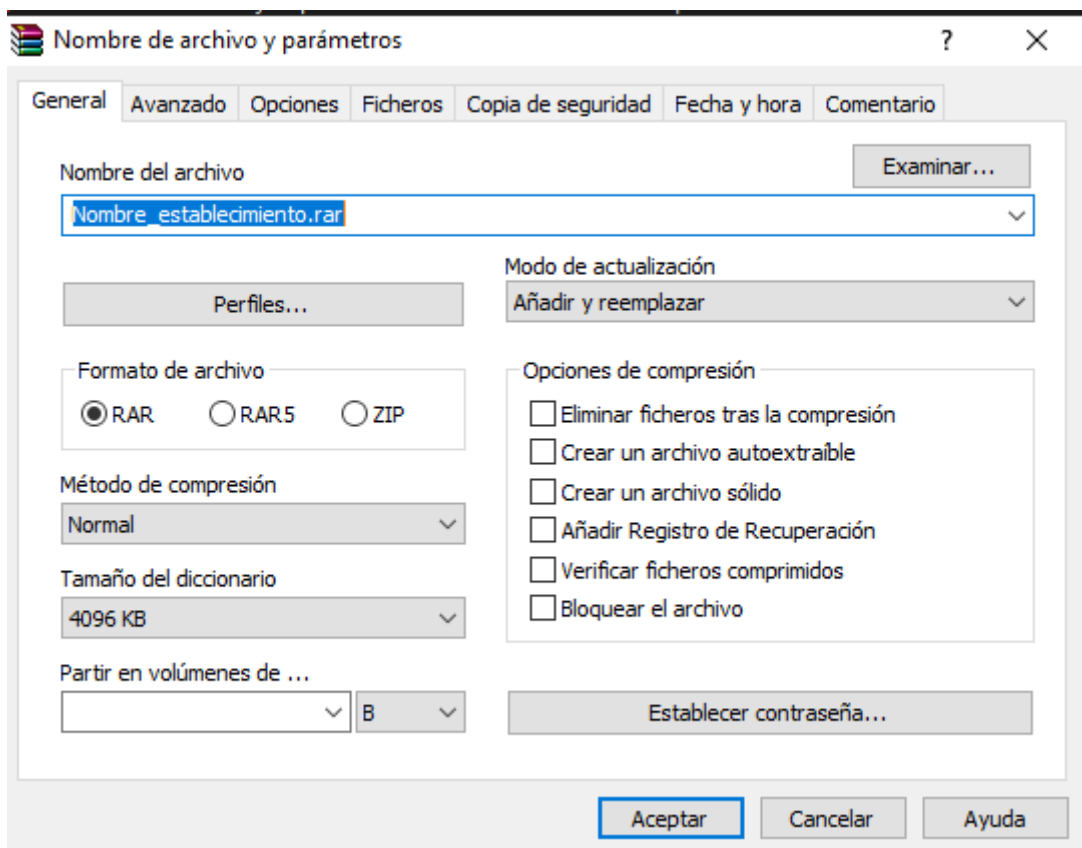 Nombre de archivo y parámetros
?
General Avanzado Opciones Ficheros Copia de seguridad Fecha y hora Comentario
Nombre del archivo
Examinar...
Nombre_establecimiento.rar
Modo de actualización
Perfiles...
Añadir y reemplazar
Formato de archivo
RAR RAR5 ZIP
Opciones de compresión
Eliminar ficheros tras la compresión
Crear un archivo autoextraíble
Crear un archivo sólido
Añadir Registro de Recuperación
Verificar ficheros comprimidos
Bloquear el archivo
Método de compresión
Normal
Tamaño del diccionario
4096 KB
Partir en volúmenes de ...
B
Establecer contraseña...
Aceptar Cancelar Ayuda